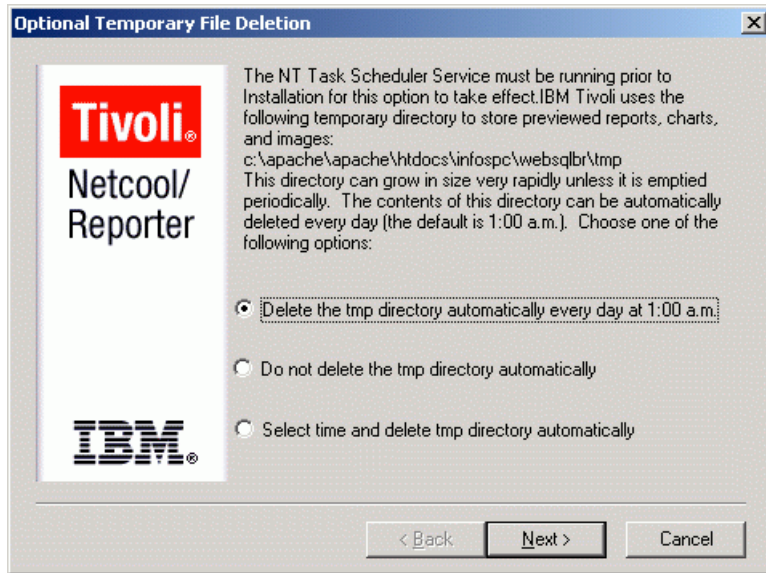 Optional Temporary File Deletion
The NT Task Scheduler Service must be running prior to
Installation for this option to take effect.IBM Tivoli uses the
following temporary directory to store previewed reports, charts,
and images:
c:\apache\apache\htdocs\infospc\websqlbr\tmp
This directory can grow in size very rapidly unless it is emptied
periodically.  The contents of this directory can be automatically
deleted every day (the default is 1:00 a.m.).  Choose one of the
following options:
Tivoli®
Netcool/
Reporter
IBM®
Delete the tmp directory automatically every day at 1:00 a.m.
Do not delete the tmp directory automatically
Select time and delete tmp directory automatically
< Back
Next >
Cancel